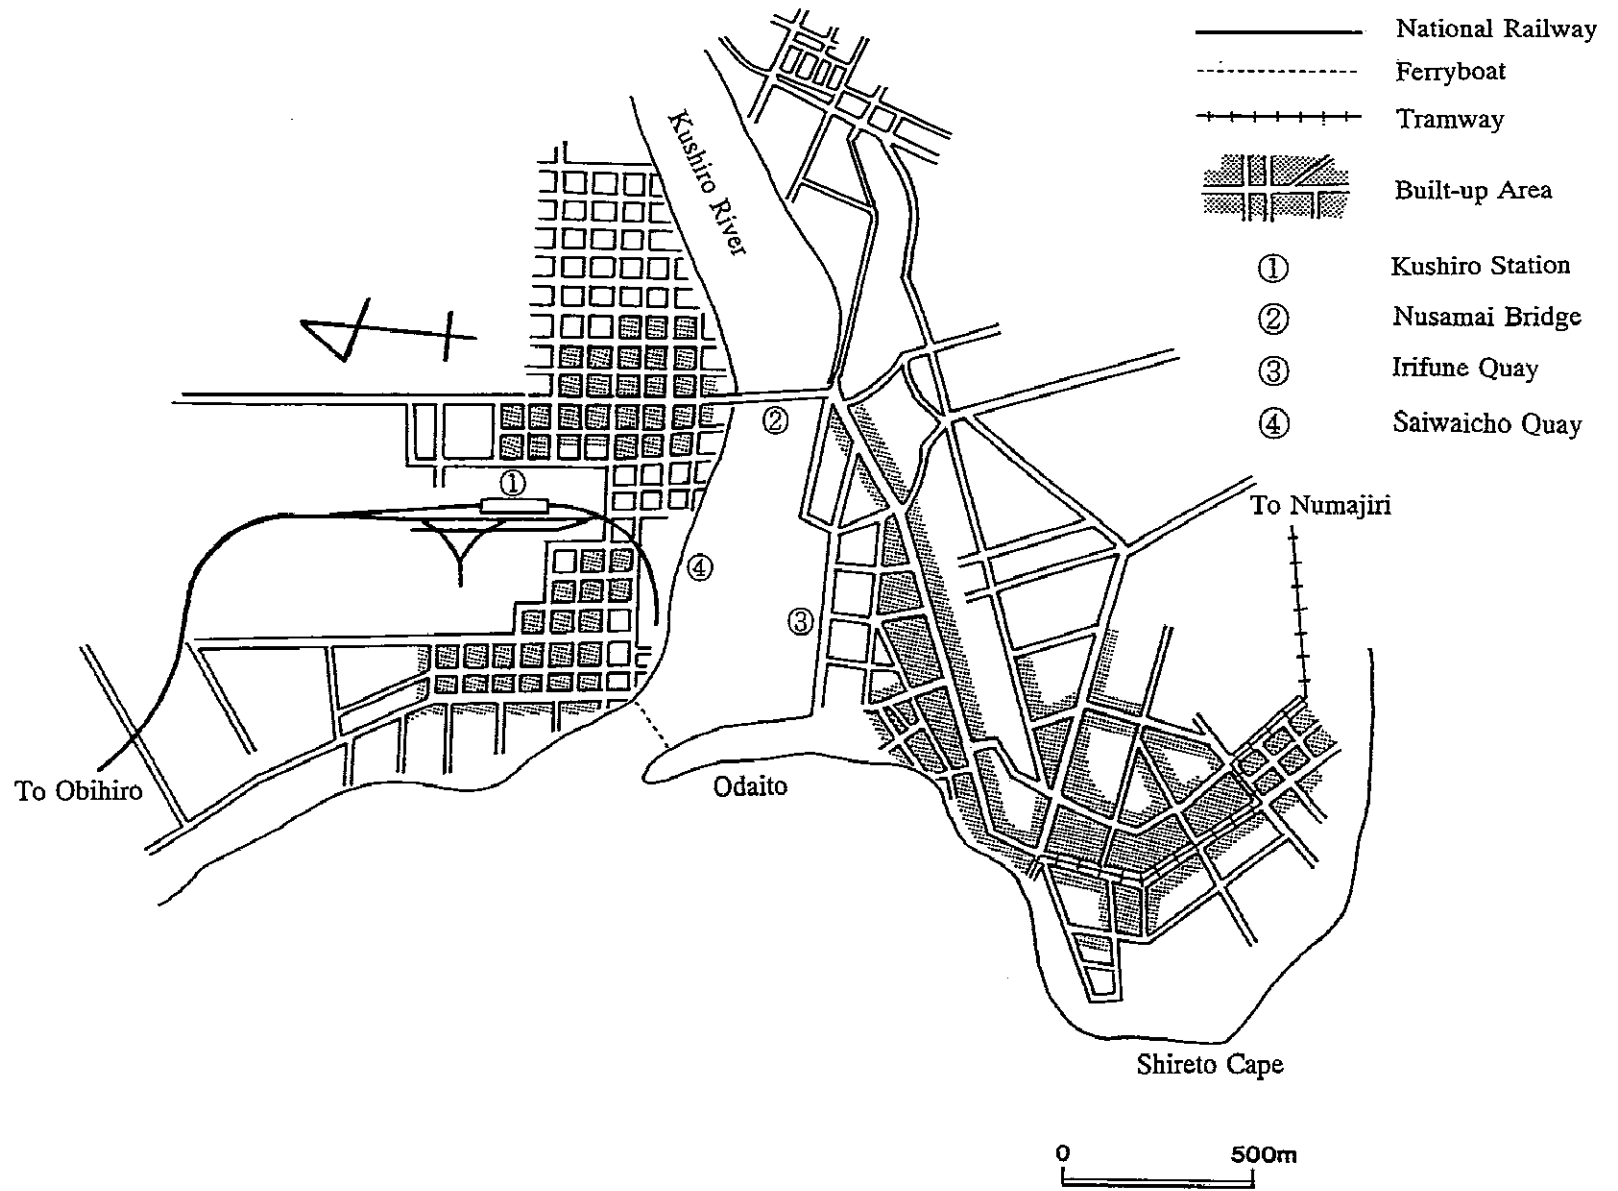 National Railway
Ferryboat
Tramway
Built-up Area
① Kushiro Station
② Nusamai Bridge
③ Irifune Quay
④ Saiwaicho Quay
Kushiro River
②
①
To Numajiri
④
③
To Obihiro
Odaito
Shireto Cape
0 500m